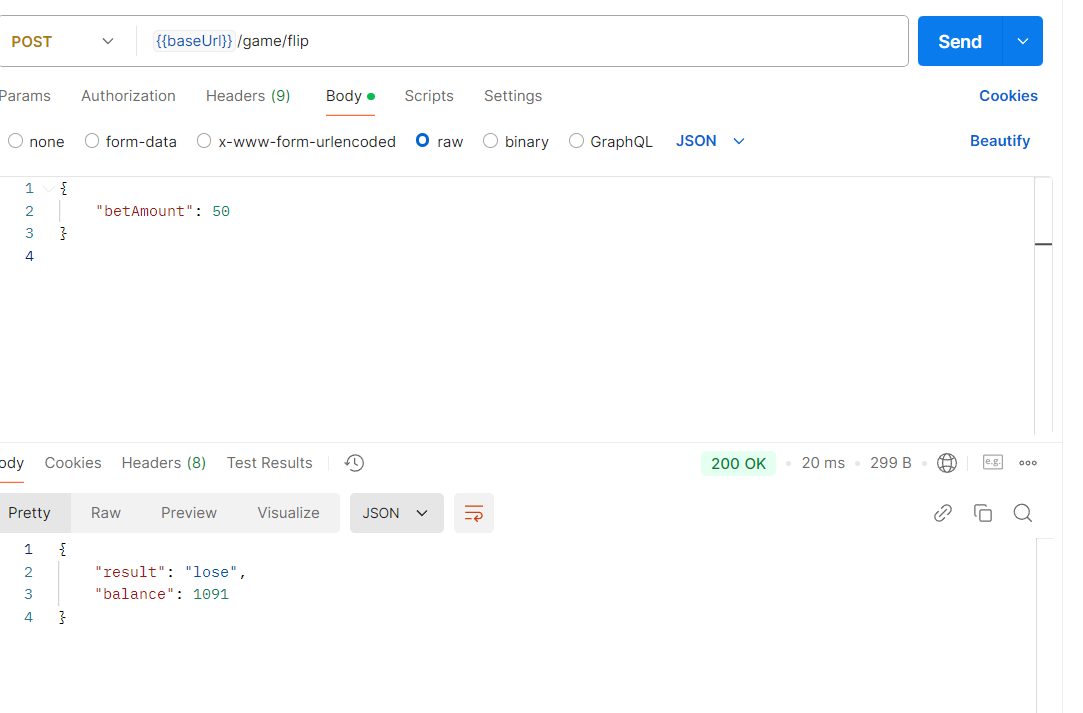 POST {{baseUrl}} /game/flip Send
Params Authorization Headers (9) Body Scripts Settings Cookies
none form-data x-www-form-urlencoded raw binary GraphQL JSON Beautify
1 {
2 "betAmount": 50
3 }
4
ody Cookies Headers (8) Test Results 200 OK 20 ms 299 B e.g.
Pretty Raw Preview Visualize JSON
1 {
2 "result": "lose",
3 "balance": 1091
4 }